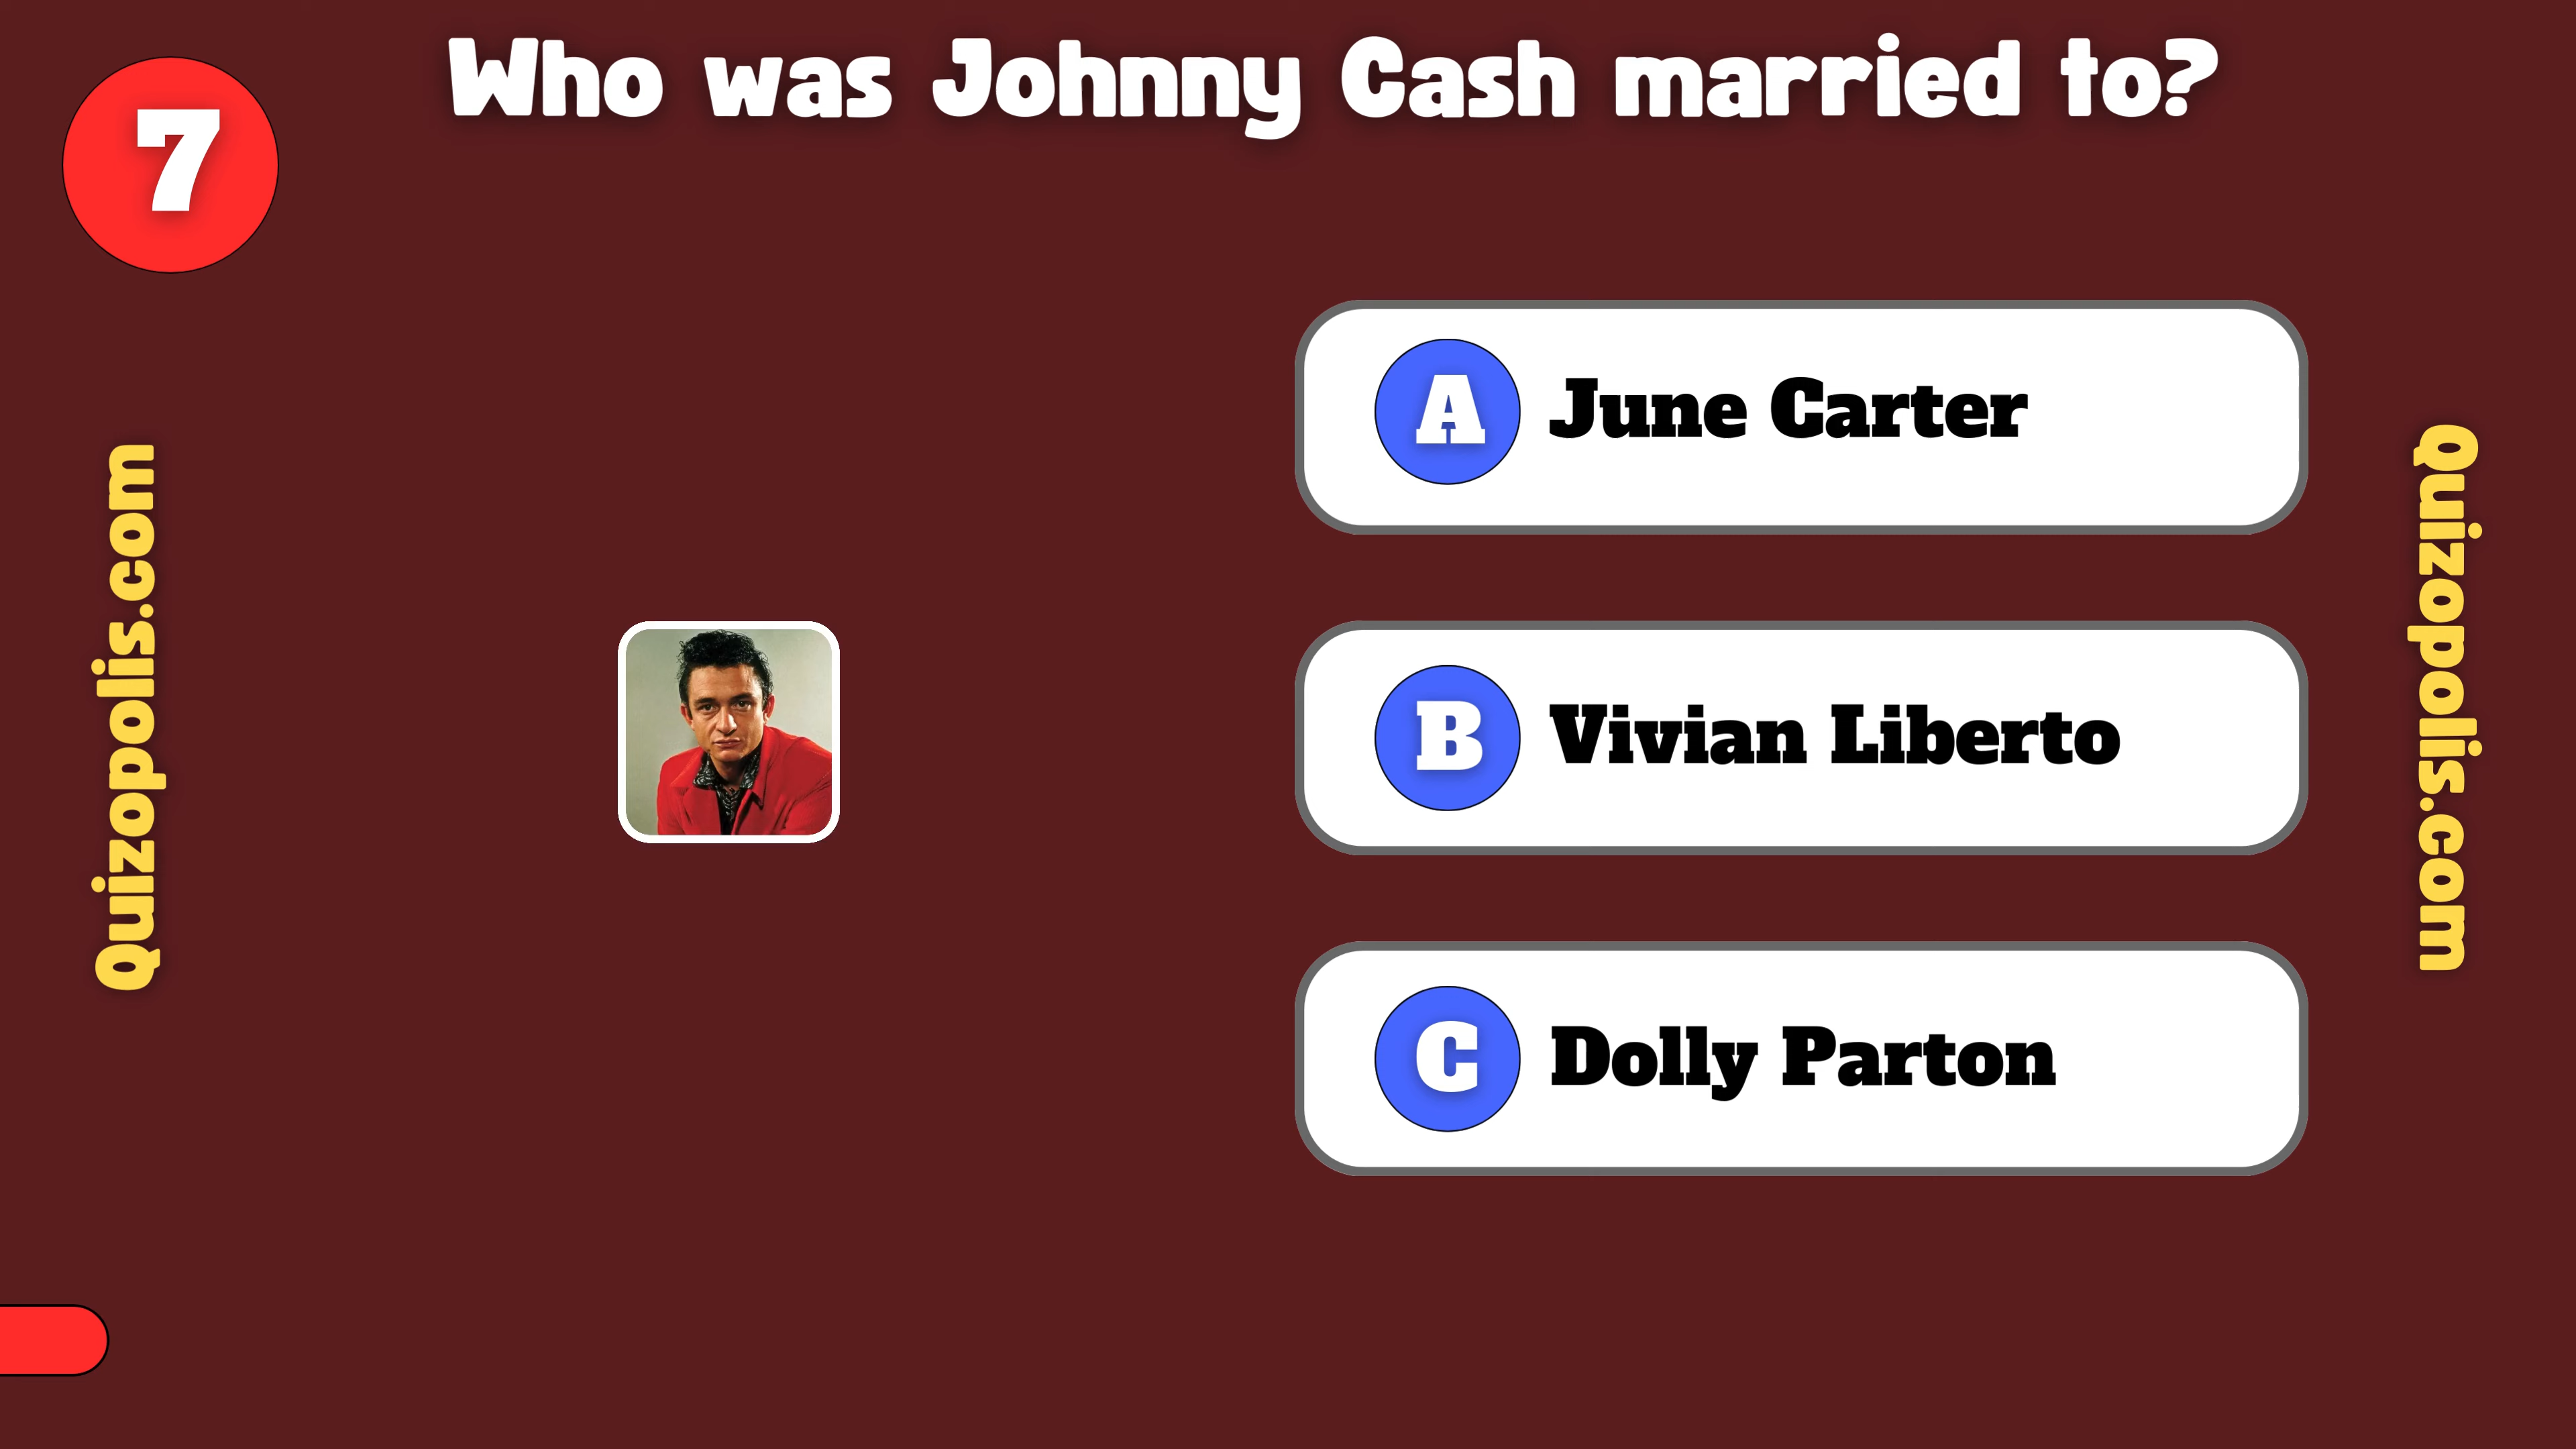 Who was Johnny Cash married to?
7
A June Carter
B Vivian Liberto
C Dolly Parton
Quizopolis.com
Quizopolis.com